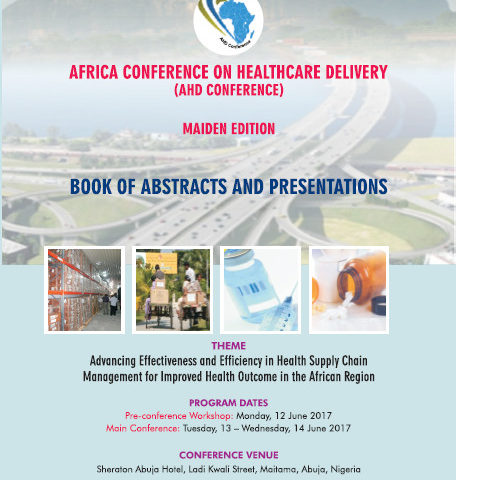 AHD Conference
AFRICA CONFERENCE ON HEALTHCARE DELIVERY
(AHD CONFERENCE)
MAIDEN EDITION
BOOK OF ABSTRACTS AND PRESENTATIONS
THEME
Advancing Effectiveness and Efficiency in Health Supply Chain
Management for Improved Health Outcome in the African Region
PROGRAM DATES
Pre-conference Workshop: Monday, 12 June 2017
Main Conference: Tuesday, 13 – Wednesday, 14 June 2017
CONFERENCE VENUE
Sheraton Abuja Hotel, Ladi Kwali Street, Maitama, Abuja, Nigeria